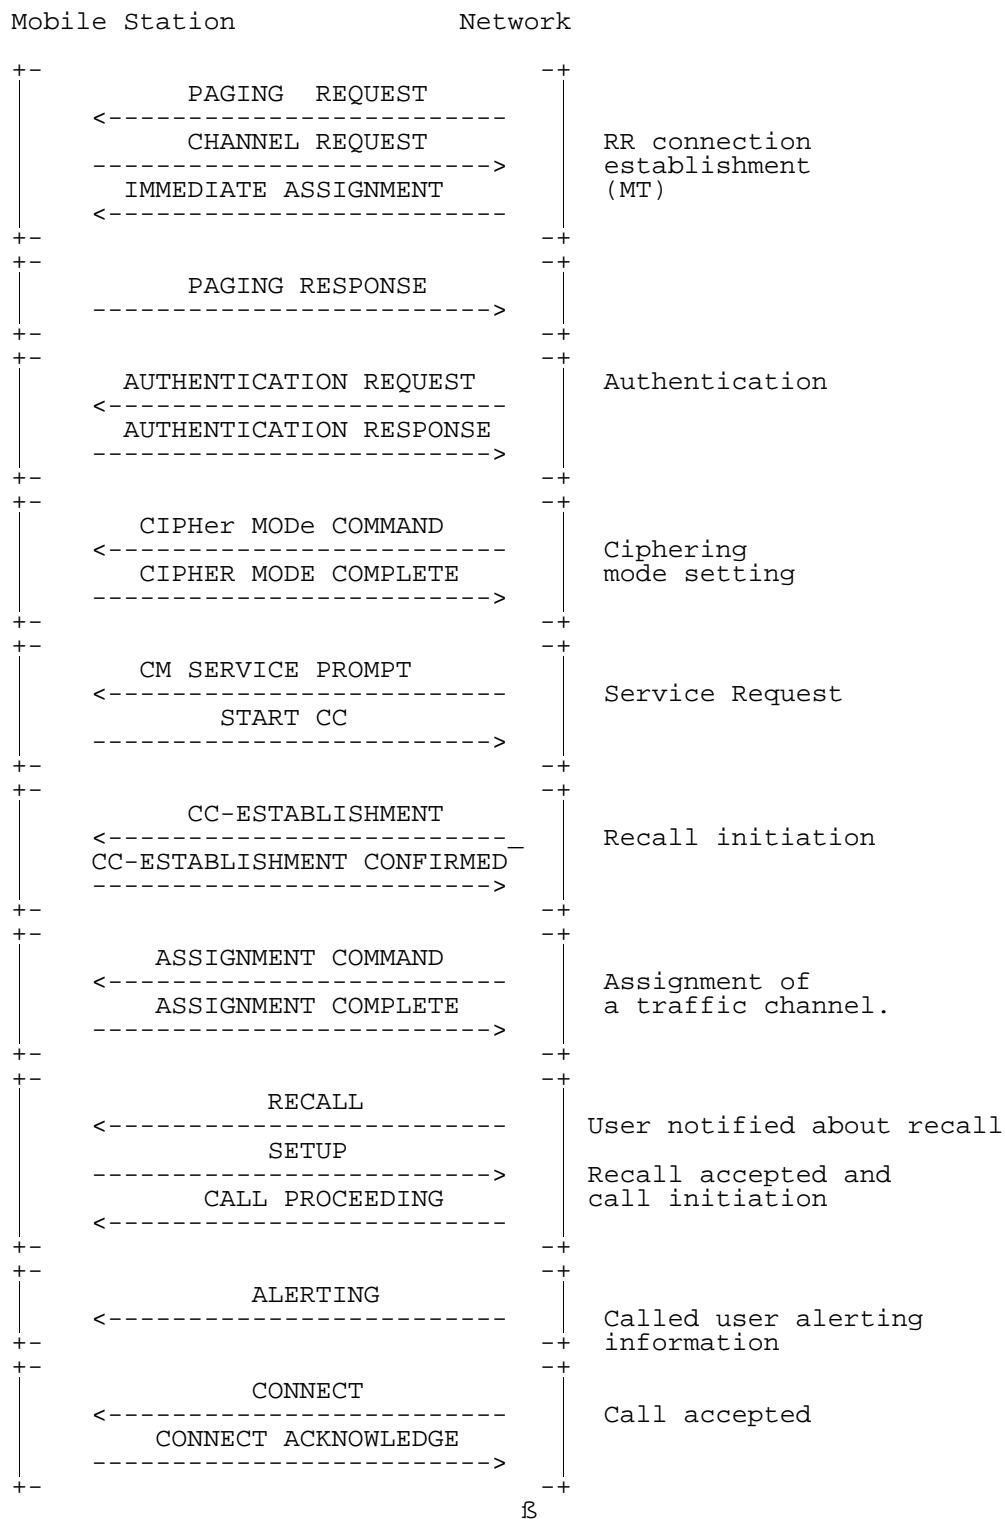 Mobile Station Network
+- -+
PAGING REQUEST
<-------------------------
CHANNEL REQUEST RR connection
-------------------------> establishment
IMMEDIATE ASSIGNMENT (MT)
<-------------------------
+- -+
+- -+
PAGING RESPONSE
------------------------->
+- -+
+- -+
AUTHENTICATION REQUEST Authentication
<-------------------------
AUTHENTICATION RESPONSE
------------------------->
+- -+
+- -+
CIPHer MODe COMMAND
<------------------------- Ciphering
CIPHER MODE COMPLETE mode setting
------------------------->
+- -+
+- -+
CM SERVICE PROMPT
<------------------------- Service Request
START CC
------------------------->
+- -+
+- -+
CC-ESTABLISHMENT
<-------------------------_ Recall initiation
CC-ESTABLISHMENT CONFIRMED
------------------------->
+- -+
+- -+
ASSIGNMENT COMMAND
<------------------------- Assignment of
ASSIGNMENT COMPLETE a traffic channel.
------------------------->
+- -+
+- -+
RECALL
<------------------------- User notified about recall
SETUP
-------------------------> Recall accepted and
CALL PROCEEDING call initiation
<-------------------------
+- -+
+- -+
ALERTING
<------------------------- Called user alerting
+- -+ information
+- -+
CONNECT
<------------------------- Call accepted
CONNECT ACKNOWLEDGE
------------------------->
+- -+
ß